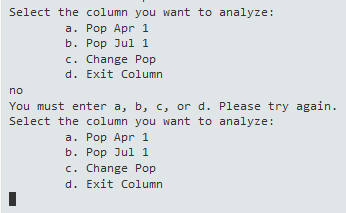 Select the column you want to analyze:
a. Pop Apr 1
b. Pop Jul 1
c. Change Pop
d. Exit Column
no
You must enter a, b, c, or d. Please try again.
Select the column you want to analyze:
a. Pop Apr 1
b. Pop Jul 1
c. Change Pop
d. Exit Column